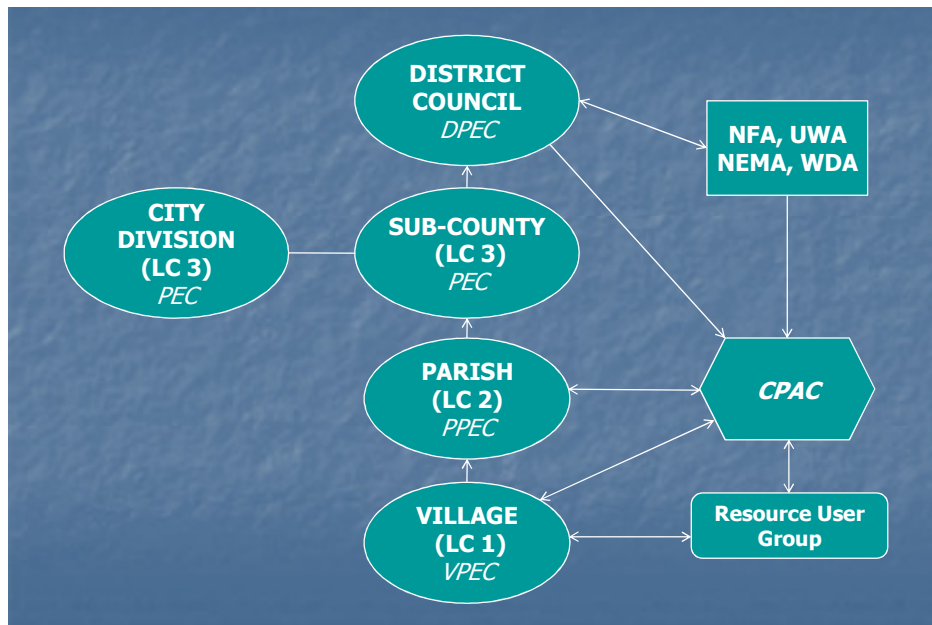 DISTRICT
COUNCIL
DPEC
NFA, UWA
NEMA, WDA
CITY
DIVISION
(LC 3)
PEC
SUB-COUNTY
(LC 3)
PEC
PARISH
(LC 2)
PPEC
CPAC
VILLAGE
(LC 1)
VPEC
Resource User
Group